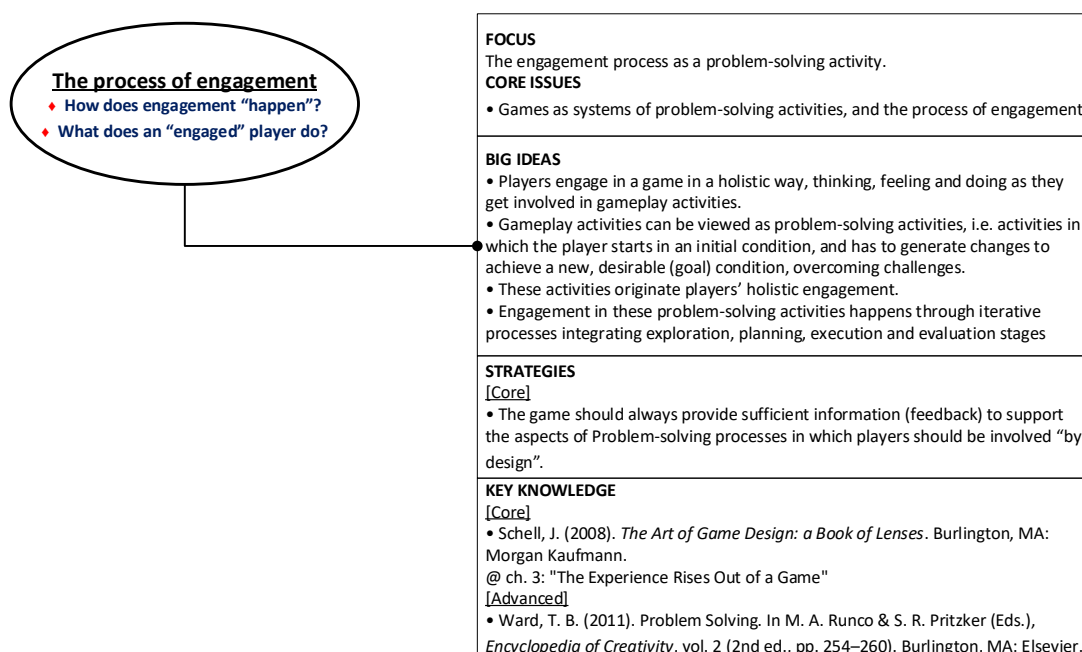 The process of engagement
♦ How does engagement “happen”?
♦ What does an “engaged” player do?
FOCUS
The engagement process as a problem-solving activity.
CORE ISSUES
• Games as systems of problem-solving activities, and the process of engagement
BIG IDEAS
• Players engage in a game in a holistic way, thinking, feeling and doing as they
get involved in gameplay activities.
• Gameplay activities can be viewed as problem-solving activities, i.e. activities in
which the player starts in an initial condition, and has to generate changes to
achieve a new, desirable (goal) condition, overcoming challenges.
• These activities originate players’ holistic engagement.
• Engagement in these problem-solving activities happens through iterative
processes integrating exploration, planning, execution and evaluation stages
STRATEGIES
[Core]
• The game should always provide sufficient information (feedback) to support
the aspects of Problem-solving processes in which players should be involved “by
design”.
KEY KNOWLEDGE
[Core]
• Schell, J. (2008). The Art of Game Design: a Book of Lenses. Burlington, MA:
Morgan Kaufmann.
@ ch. 3: "The Experience Rises Out of a Game"
[Advanced]
• Ward, T. B. (2011). Problem Solving. In M. A. Runco & S. R. Pritzker (Eds.),
Encyclopedia of Creativity, vol. 2 (2nd ed., pp. 254–260). Burlington, MA: Elsevier.